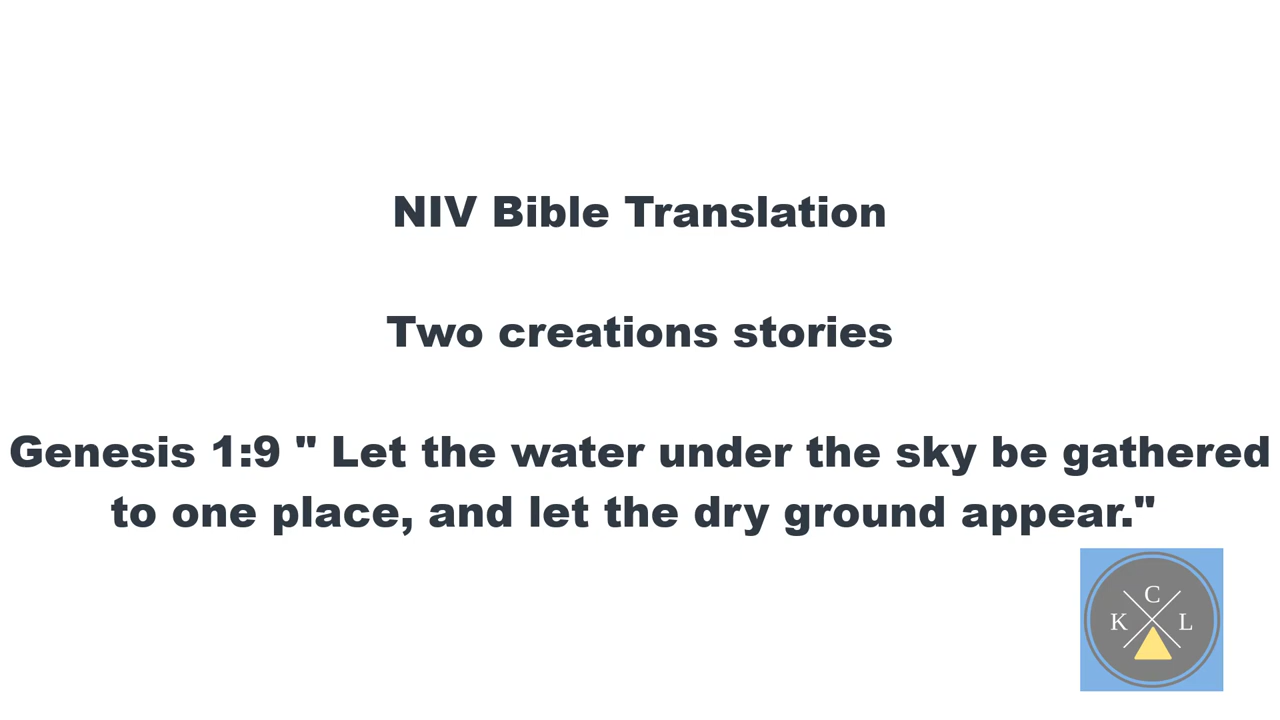 NIV Bible Translation
Two creations stories
Genesis 1:9 " Let the water under the sky be gathered
to one place, and let the dry ground appear."
C
K L